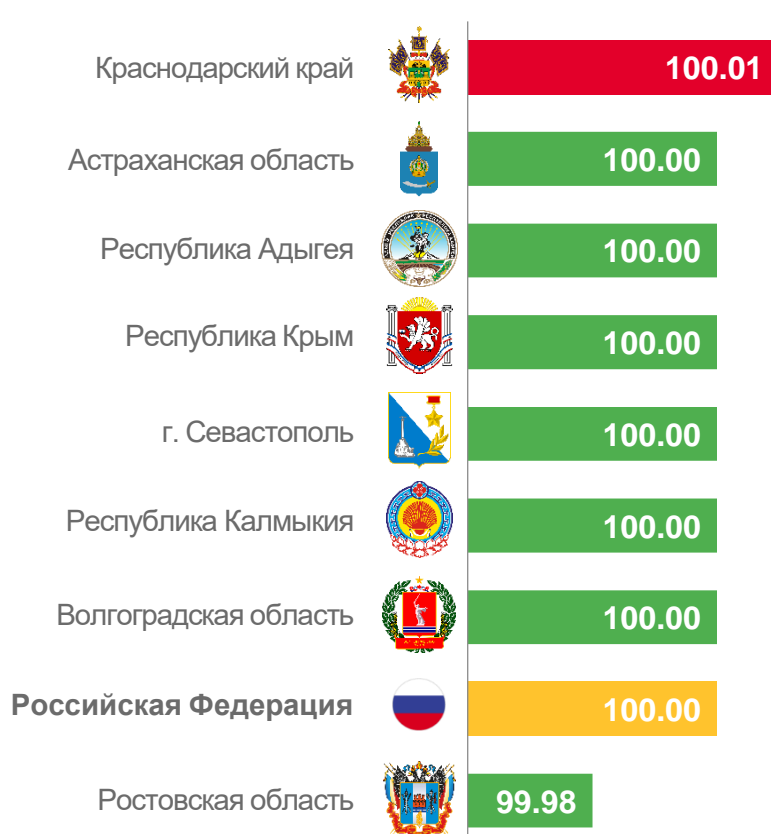 Краснодарский край 100.01
Астраханская область 100.00
Республика Адыгея 100.00
Республика Крым 100.00
г. Севастополь 100.00
Республика Калмыкия 100.00
Волгоградская область 100.00
Российская Федерация 100.00
Ростовская область 99.98